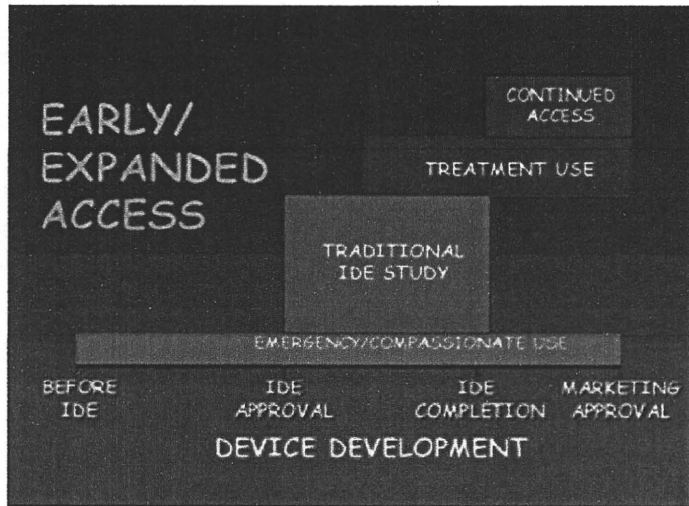 EARLY/
EXPANDED
ACCESS
CONTINUED
ACCESS
TREATMENT USE
TRADITIONAL
IDE STUDY
EMERGENCY/COMPASSIONATE USE
BEFORE
IDE
IDE
APPROVAL
IDE
COMPLETION
MARKETING
APPROVAL
DEVICE DEVELOPMENT